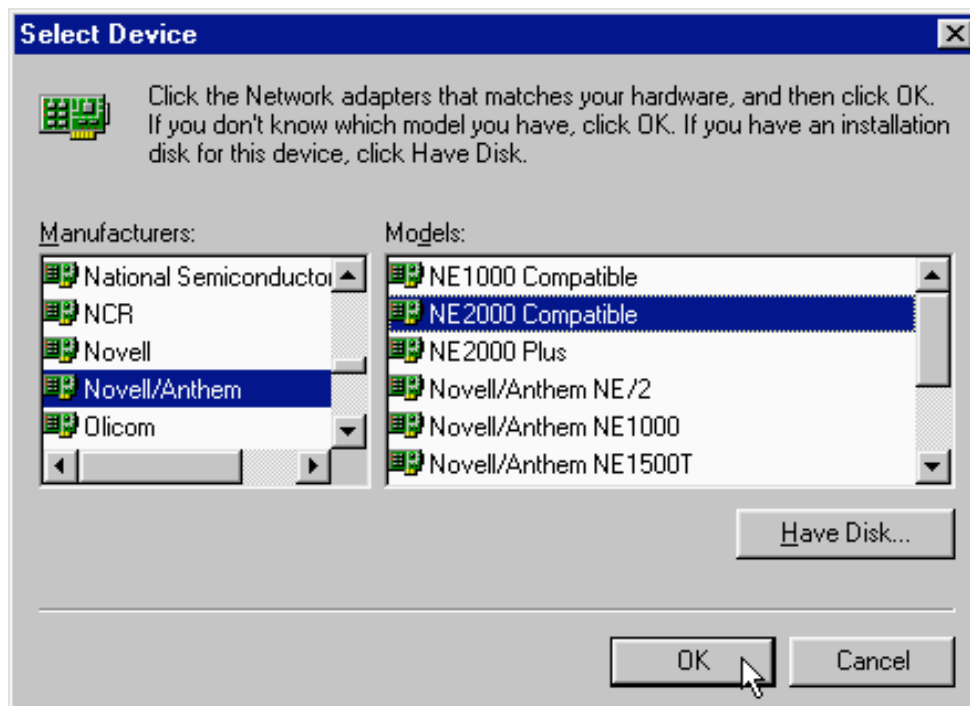 Select Device
Click the Network adapters that matches your hardware, and then click OK.
If you don't know which model you have, click OK. If you have an installation
disk for this device, click Have Disk.
Manufacturers:
National Semiconductor
NCR
Novell
Novell/Anthem
Olicom
Models:
NE1000 Compatible
NE2000 Compatible
NE2000 Plus
Novell/Anthem NE/2
Novell/Anthem NE1000
Novell/Anthem NE1500T
Have Disk...
OK
Cancel